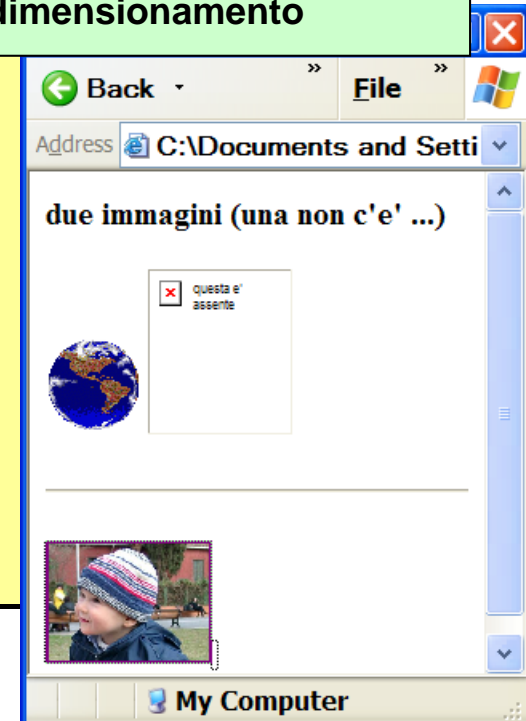 dimensionamento
Back » File »
Address C:\Documents and Setti
due immagini (una non c'e' ...)
questa e'
assente
My Computer